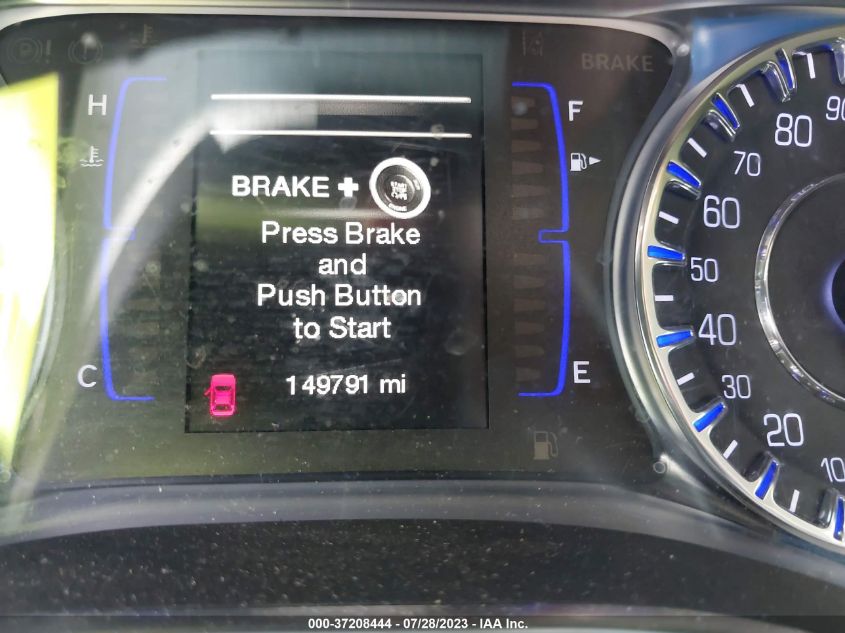 BRAKE
H
F
BRAKE +
Press Brake
and
Push Button
to Start
C
E
149791 mi
90
80
70
60
50
40
30
20
10
000-37208444 / 07/28/2023 - IAA Inc.